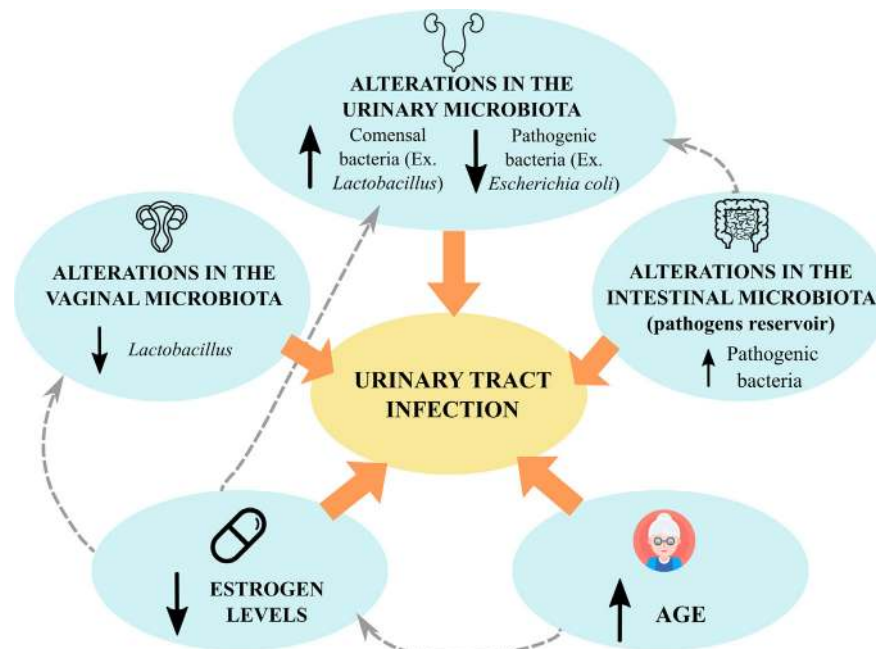 ALTERATIONS IN THE
URINARY MICROBIOTA
Comensal
bacteria (Ex.
Lactobacillus)
Pathogenic
bacteria (Ex.
Escherichia coli)
ALTERATIONS IN THE
VAGINAL MICROBIOTA
Lactobacillus
ALTERATIONS IN THE
INTESTINAL MICROBIOTA
(pathogens reservoir)
Pathogenic
bacteria
URINARY TRACT
INFECTION
ESTROGEN
LEVELS
AGE